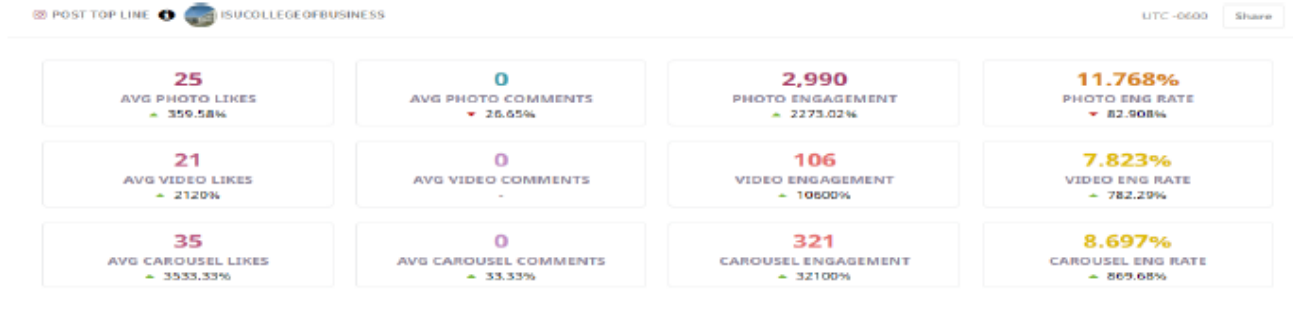 POST TOP LINE i ISUCOLLEGEOFBUSINESS UTC -0600 Share
25 0 2,990 11.768%
AVG PHOTO LIKES AVG PHOTO COMMENTS PHOTO ENGAGEMENT PHOTO ENG RATE
359.58% 26.65% 2273.02% 82.908%
21 0 106 7.823%
AVG VIDEO LIKES AVG VIDEO COMMENTS VIDEO ENGAGEMENT VIDEO ENG RATE
2120% - 10600% 782.29%
35 0 321 8.697%
AVG CAROUSEL LIKES AVG CAROUSEL COMMENTS CAROUSEL ENGAGEMENT CAROUSEL ENG RATE
3533.33% 33.33% 32100% 869.68%